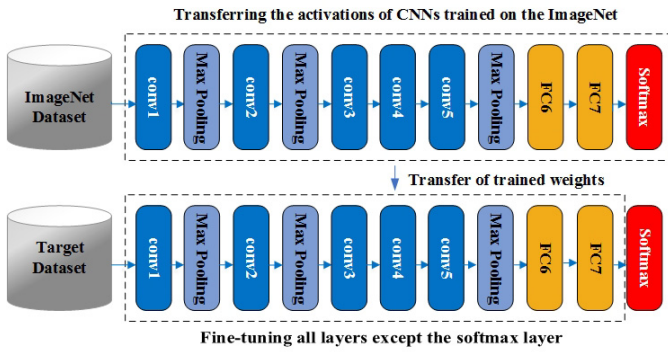 Transferring the activations of CNNs trained on the ImageNet
ImageNet
Dataset
conv1
Max Pooling
conv2
Max Pooling
conv3
conv4
conv5
Max Pooling
FC6
FC7
Softmax
Transfer of trained weights
Target
Dataset
conv1
Max Pooling
conv2
Max Pooling
conv3
conv4
conv5
Max Pooling
FC6
FC7
Softmax
Fine-tuning all layers except the softmax layer